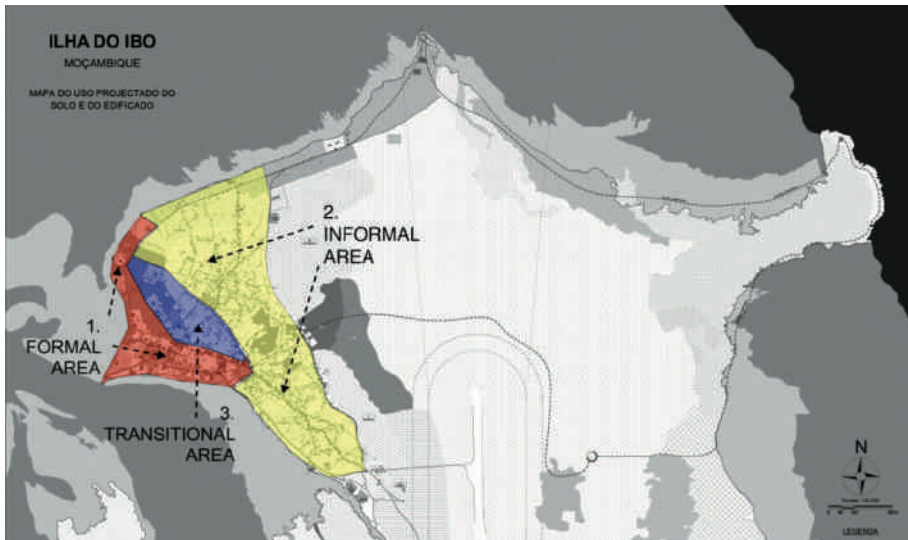 ILHA DO IBO
MOÇAMBIQUE
MAPA DO USO PROJECTADO DO
SOLO E DO EDIFICADO
2.
INFORMAL
AREA
1.
FORMAL
AREA
3.
TRANSITIONAL
AREA
N
LEGENDA